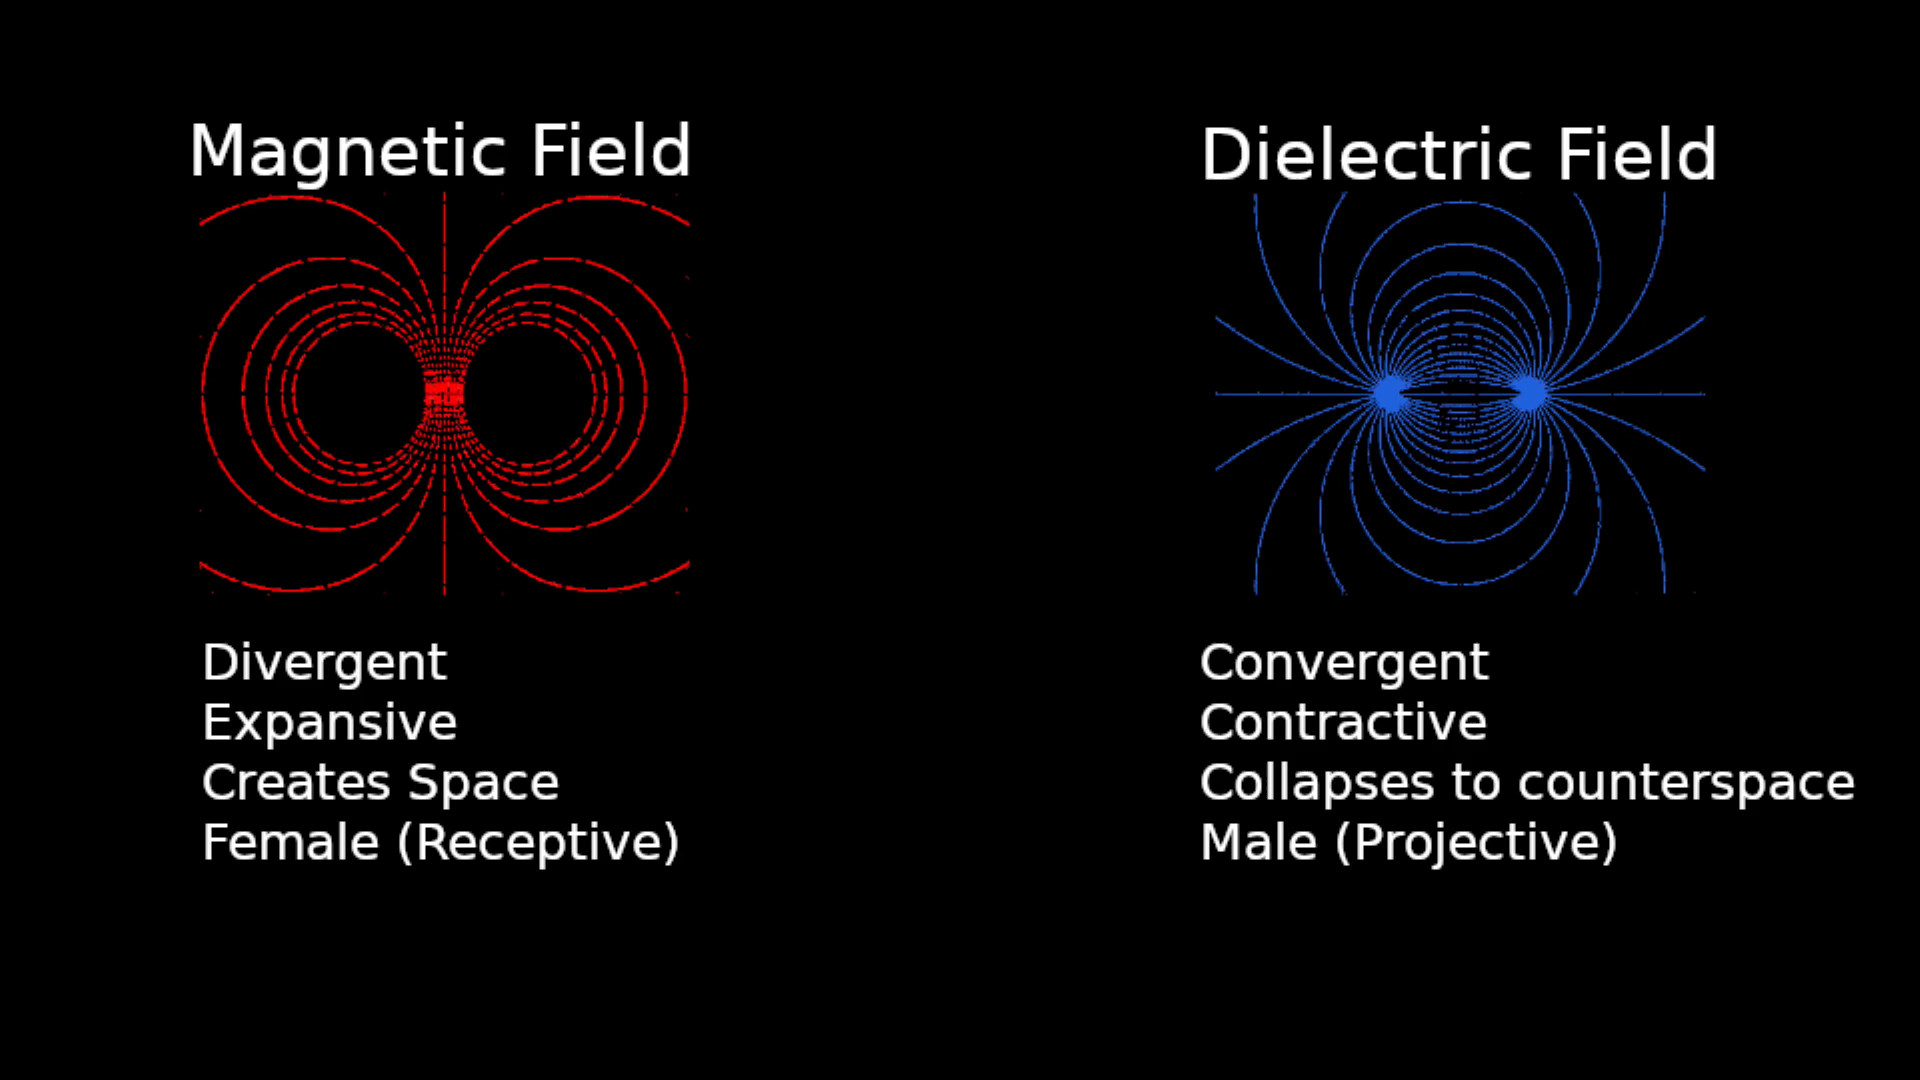 Magnetic Field
Divergent
Expansive
Creates Space
Female (Receptive)
Dielectric Field
Convergent
Contractive
Collapses to counterspace
Male (Projective)